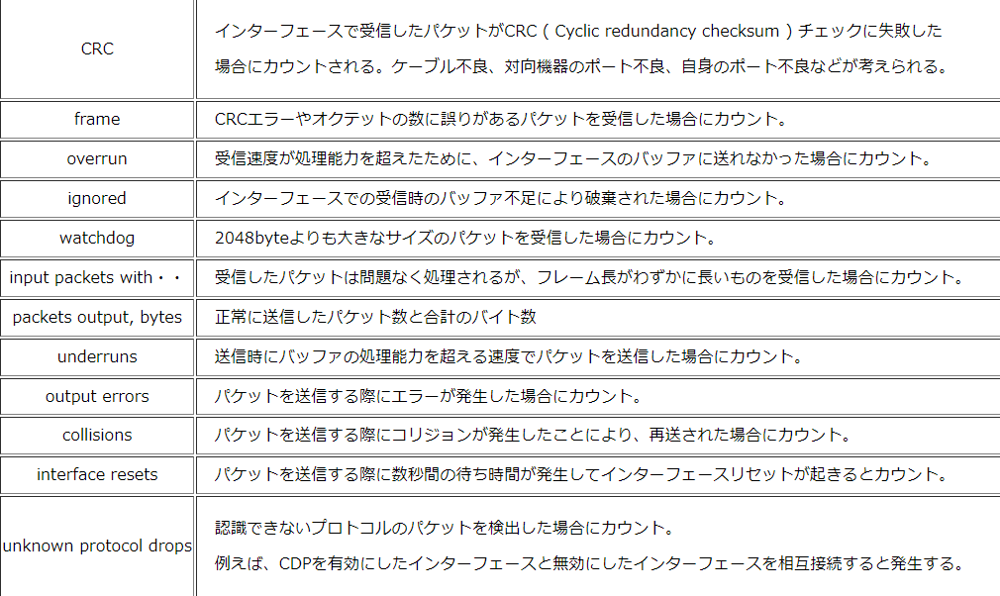 CRC
インターフェースで受信したパケットがCRC ( Cyclic redundancy checksum ) チェックに失敗した
場合にカウントされる。ケーブル不良、対向機器のポート不良、自身のポート不良などが考えられる。
frame
CRCエラーやオクテットの数に誤りがあるパケットを受信した場合にカウント。
overrun
受信速度が処理能力を超えたために、インターフェースのバッファに送れなかった場合にカウント。
ignored
インターフェースでの受信時のバッファ不足により破棄された場合にカウント。
watchdog
2048byteよりも大きなサイズのパケットを受信した場合にカウント。
input packets with・・
受信したパケットは問題なく処理されるが、フレーム長がわずかに長いものを受信した場合にカウント。
packets output, bytes
正常に送信したパケット数と合計のバイト数
underruns
送信時にバッファの処理能力を超える速度でパケットを送信した場合にカウント。
output errors
パケットを送信する際にエラーが発生した場合にカウント。
collisions
パケットを送信する際にコリジョンが発生したことにより、再送された場合にカウント。
interface resets
パケットを送信する際に数秒間の待ち時間が発生してインターフェースリセットが起きるとカウント。
unknown protocol drops
認識できないプロトコルのパケットを検出した場合にカウント。
例えば、CDPを有効にしたインターフェースと無効にしたインターフェースを相互接続すると発生する。